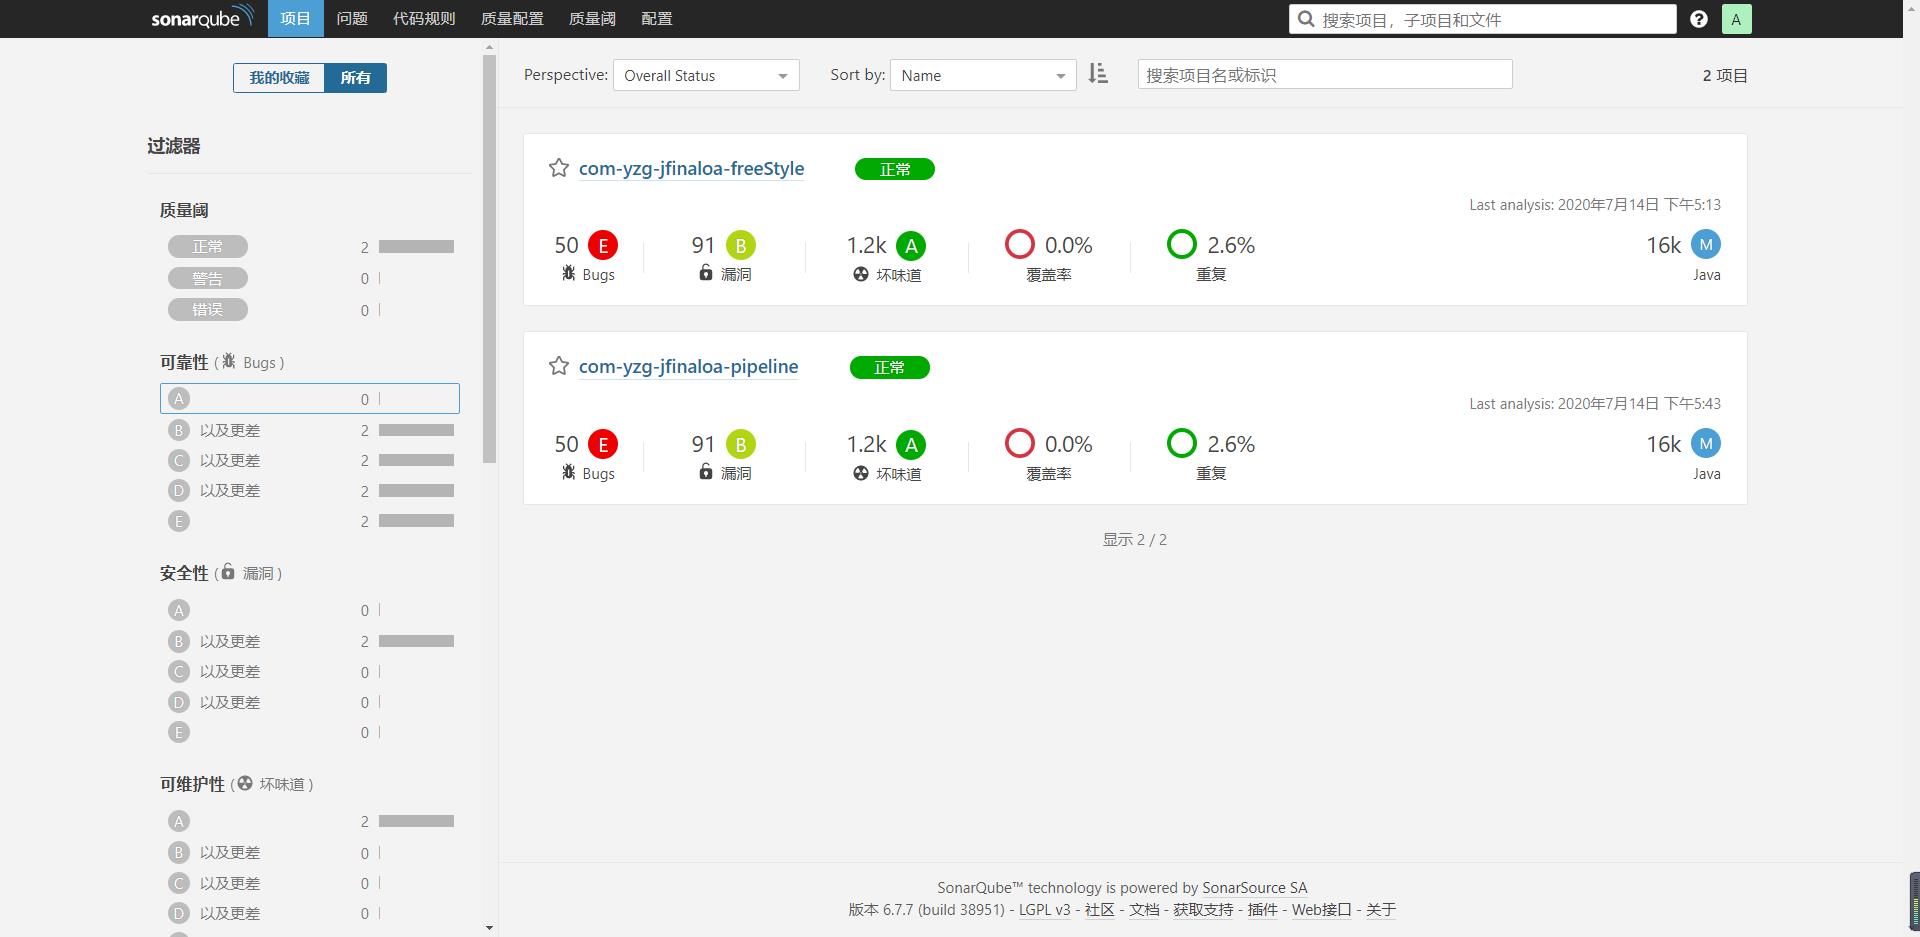 sonarqube 项目 问题 代码规则 质量配置 质量阈 配置 搜索项目，子项目和文件 A
我的收藏 所有
过滤器
质量阈
正常 2
警告 0
错误 0
可靠性 ( Bugs )
A 0
B 以及更差 2
C 以及更差 2
D 以及更差 2
E 2
安全性 ( 漏洞 )
A 0
B 以及更差 2
C 以及更差 0
D 以及更差 0
E 0
可维护性 ( 坏味道 )
A 2
B 以及更差 0
C 以及更差 0
D 以及更差 0
Perspective: Overall Status Sort by: Name 搜索项目名或标识 2 项目
com-yzg-jfinaloa-freeStyle 正常
Last analysis: 2020年7月14日 下午5:13
50 E 91 B 1.2k A 0.0% 2.6% 16k M
Bugs 漏洞 坏味道 覆盖率 重复 Java
com-yzg-jfinaloa-pipeline 正常
Last analysis: 2020年7月14日 下午5:43
50 E 91 B 1.2k A 0.0% 2.6% 16k M
Bugs 漏洞 坏味道 覆盖率 重复 Java
显示 2 / 2
SonarQube™ technology is powered by SonarSource SA
版本 6.7.7 (build 38951) - LGPL v3 - 社区 - 文档 - 获取支持 - 插件 - Web接口 - 关于